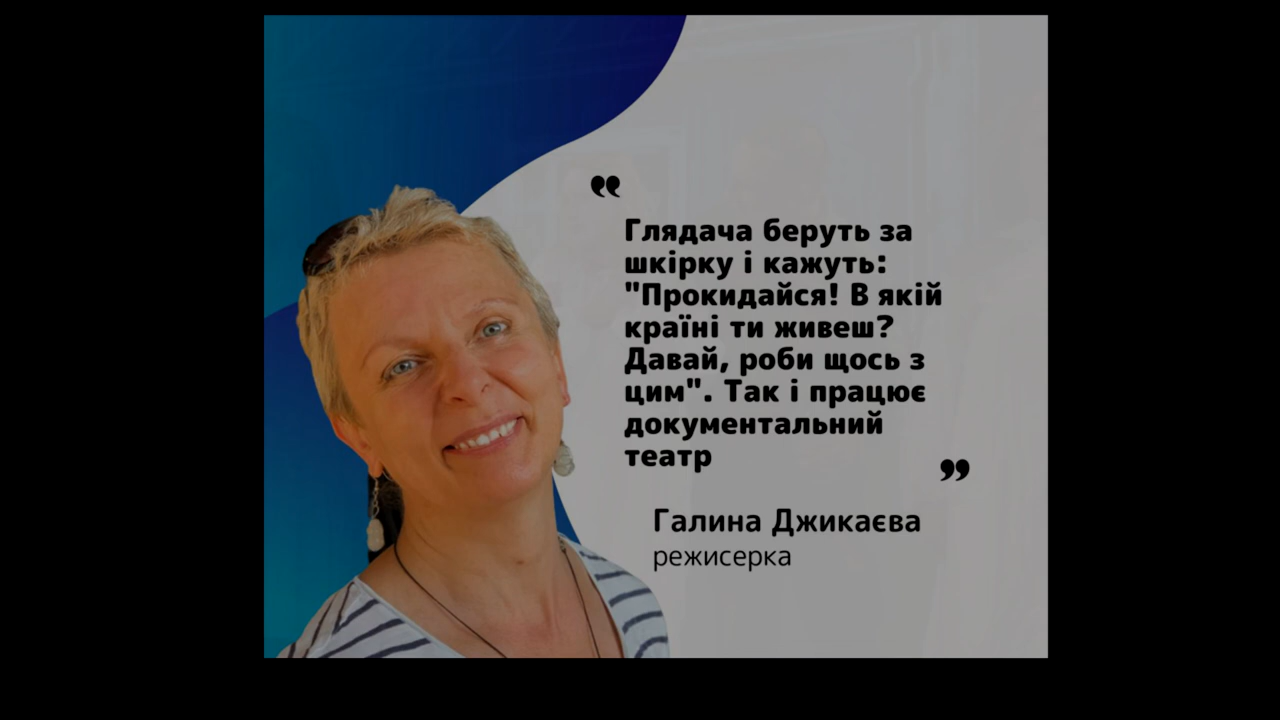 ❝
Глядача беруть за
шкірку і кажуть:
"Прокидайся! В якій
країні ти живеш?
Давай, роби щось з
цим". Так і працює
документальний
театр
❞
Галина Джикаєва
режисерка